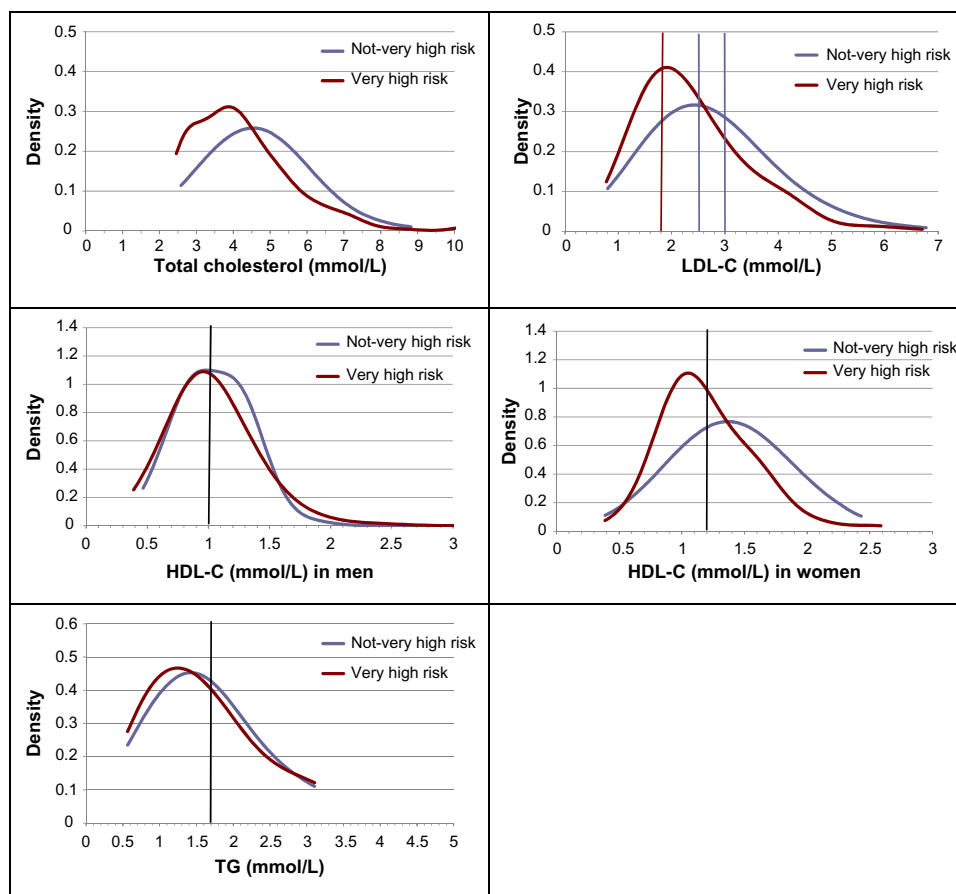 0.5
0.4
0.3
0.2
0.1
0
Density
Not-very high risk
Very high risk
0 1 2 3 4 5 6 7 8 9 10
Total cholesterol (mmol/L)
0.5
0.4
0.3
0.2
0.1
0
Density
Not-very high risk
Very high risk
0 1 2 3 4 5 6 7
LDL-C (mmol/L)
1.4
1.2
1
0.8
0.6
0.4
0.2
0
Density
Not-very high risk
Very high risk
0 0.5 1 1.5 2 2.5 3
HDL-C (mmol/L) in men
1.4
1.2
1
0.8
0.6
0.4
0.2
0
Density
Not-very high risk
Very high risk
0 0.5 1 1.5 2 2.5 3
HDL-C (mmol/L) in women
0.6
0.5
0.4
0.3
0.2
0.1
0
Density
Not-very high risk
Very high risk
0 0.5 1 1.5 2 2.5 3 3.5 4 4.5 5
TG (mmol/L)